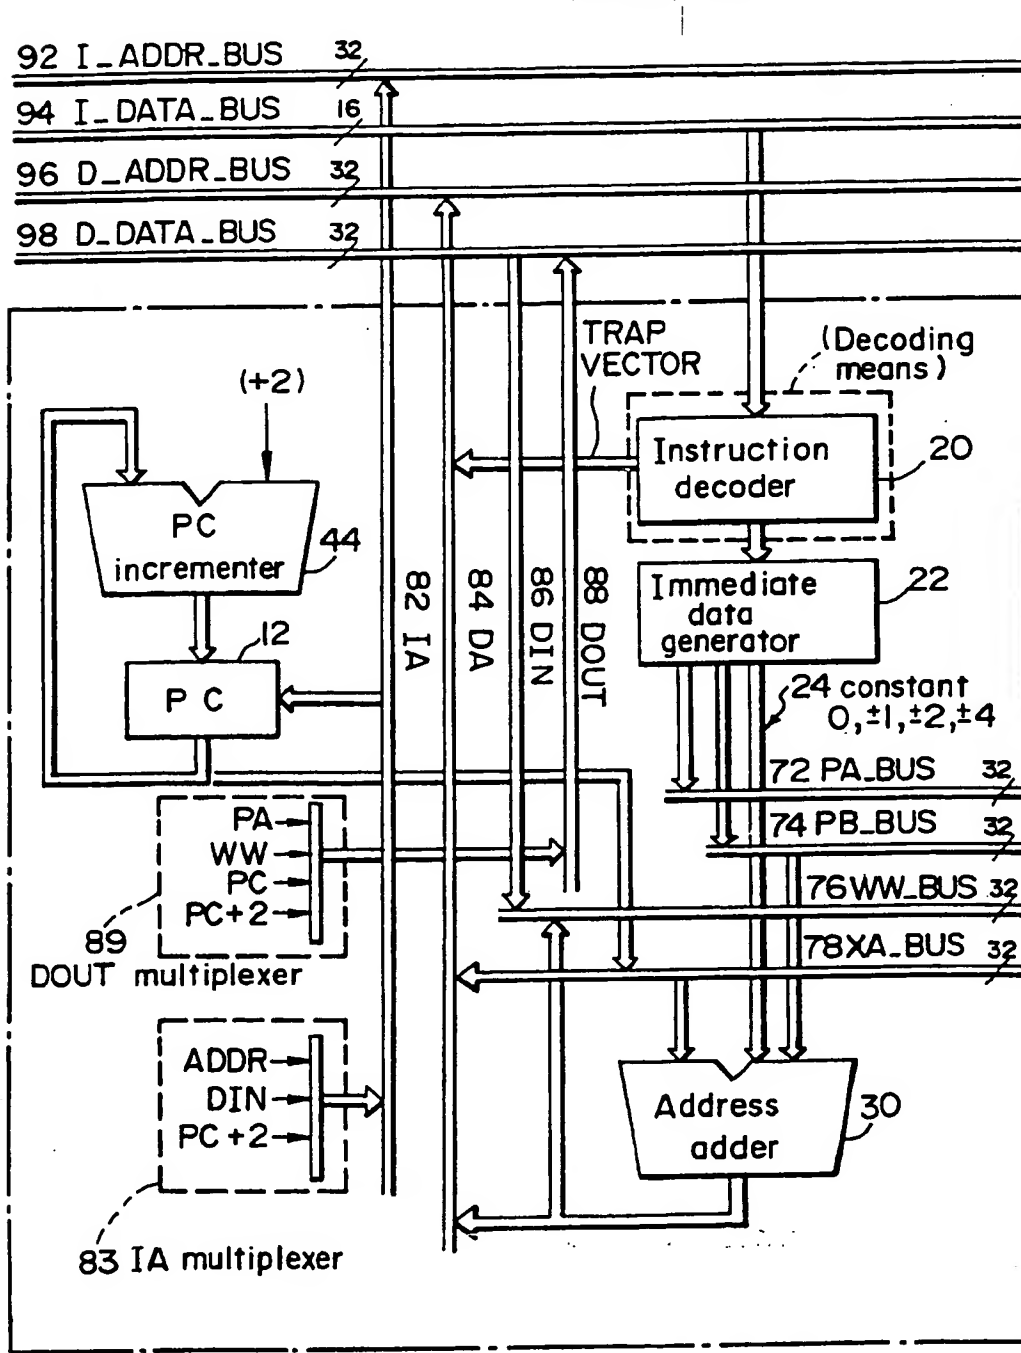 92 I_ADDR_BUS 32
94 I_DATA_BUS 16
96 D_ADDR_BUS 32
98 D_DATA_BUS 32
TRAP
VECTOR
(Decoding
means)
(+2)
Instruction
decoder
20
PC
incrementer
44
Immediate
data
generator
22
82 IA
84 DA
86 DIN
88 DOUT
12
PC
24 constant
0,±1,±2,±4
72 PA_BUS 32
74 PB_BUS 32
76 WW_BUS 32
78 XA_BUS 32
PA
WW
PC
PC+2
89
DOUT multiplexer
ADDR
DIN
PC+2
83 IA multiplexer
Address
adder
30